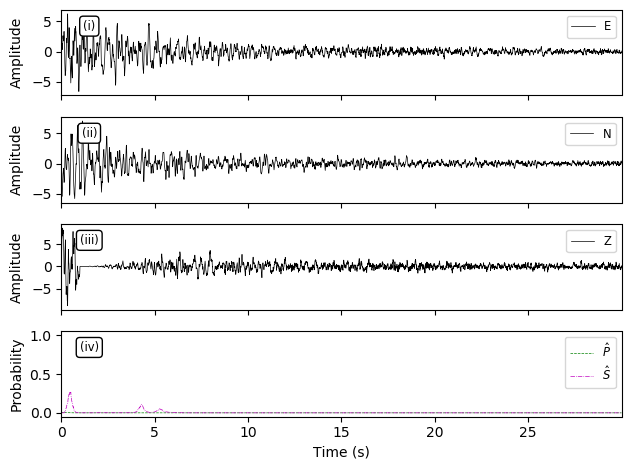 (i)
E
Amplitude
5
0
−5
(ii)
N
Amplitude
5
0
−5
(iii)
Z
Amplitude
5
0
−5
(iv)
P̂
Ŝ
Probability
1.0
0.5
0.0
0 5 10 15 20 25
Time (s)